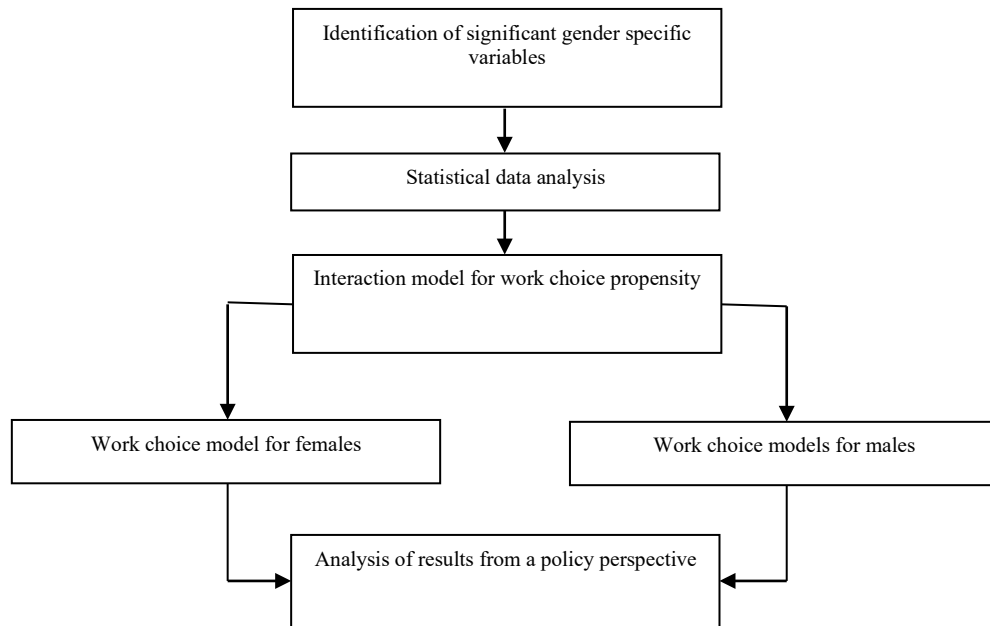 Identification of significant gender specific
variables
Statistical data analysis
Interaction model for work choice propensity
Work choice model for females
Work choice models for males
Analysis of results from a policy perspective